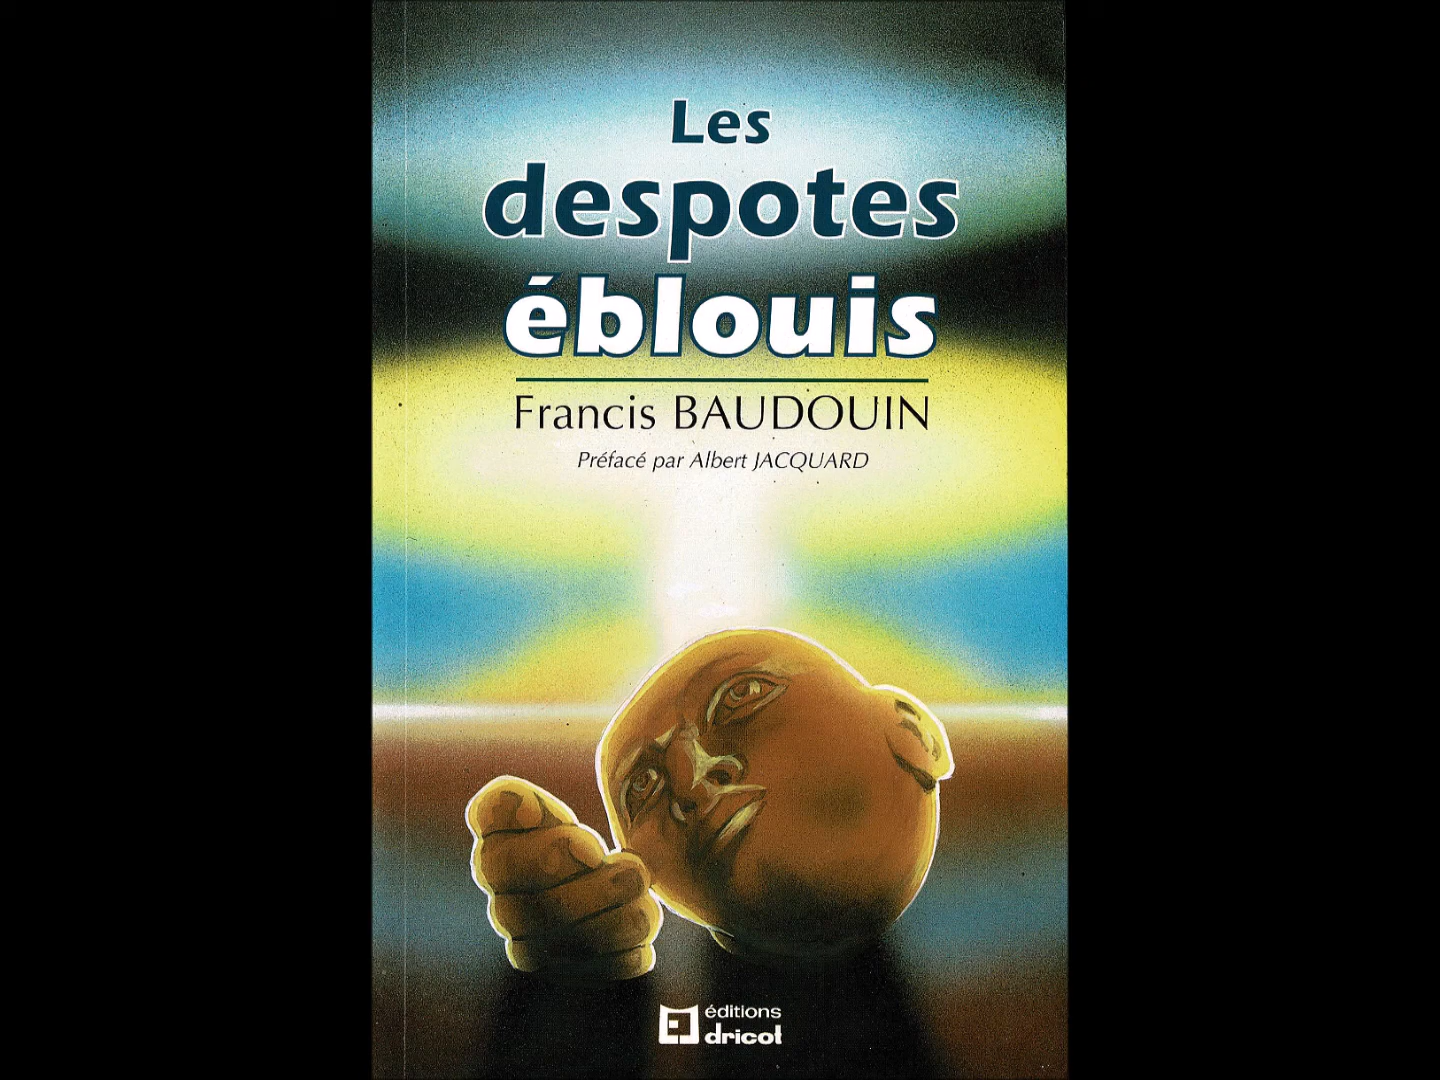 Les
despotes
éblouis
Francis BAUDOUIN
Préfacé par Albert JACQUARD
éditions
dricot